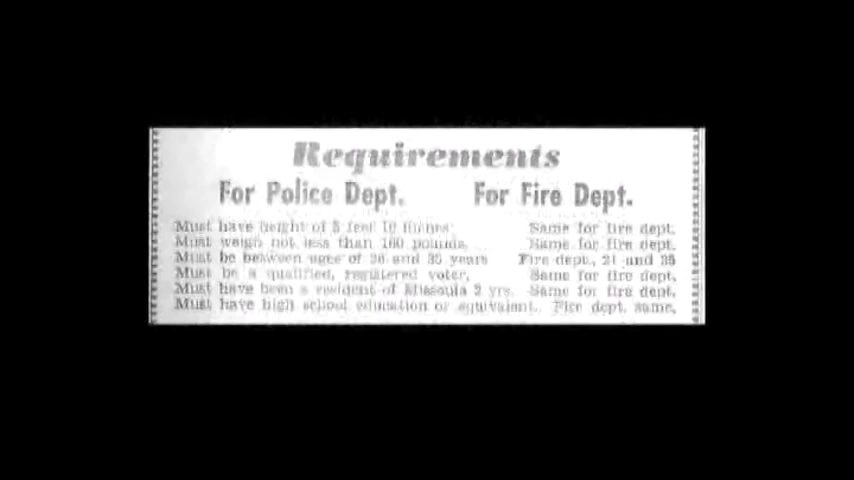 Requirements
For Police Dept. For Fire Dept.
Must have height of 5 feet 10 inches. Same for fire dept.
Must weigh not less than 160 pounds. Same for fire dept.
Must be between ages of and 35 years Fire dept., 21 and 35
Must be a qualified, registered voter. Same for fire dept.
Must have been a resident of Missoula 2 yrs. Same for fire dept.
Must have high school education or equivalent. Fire dept. same.